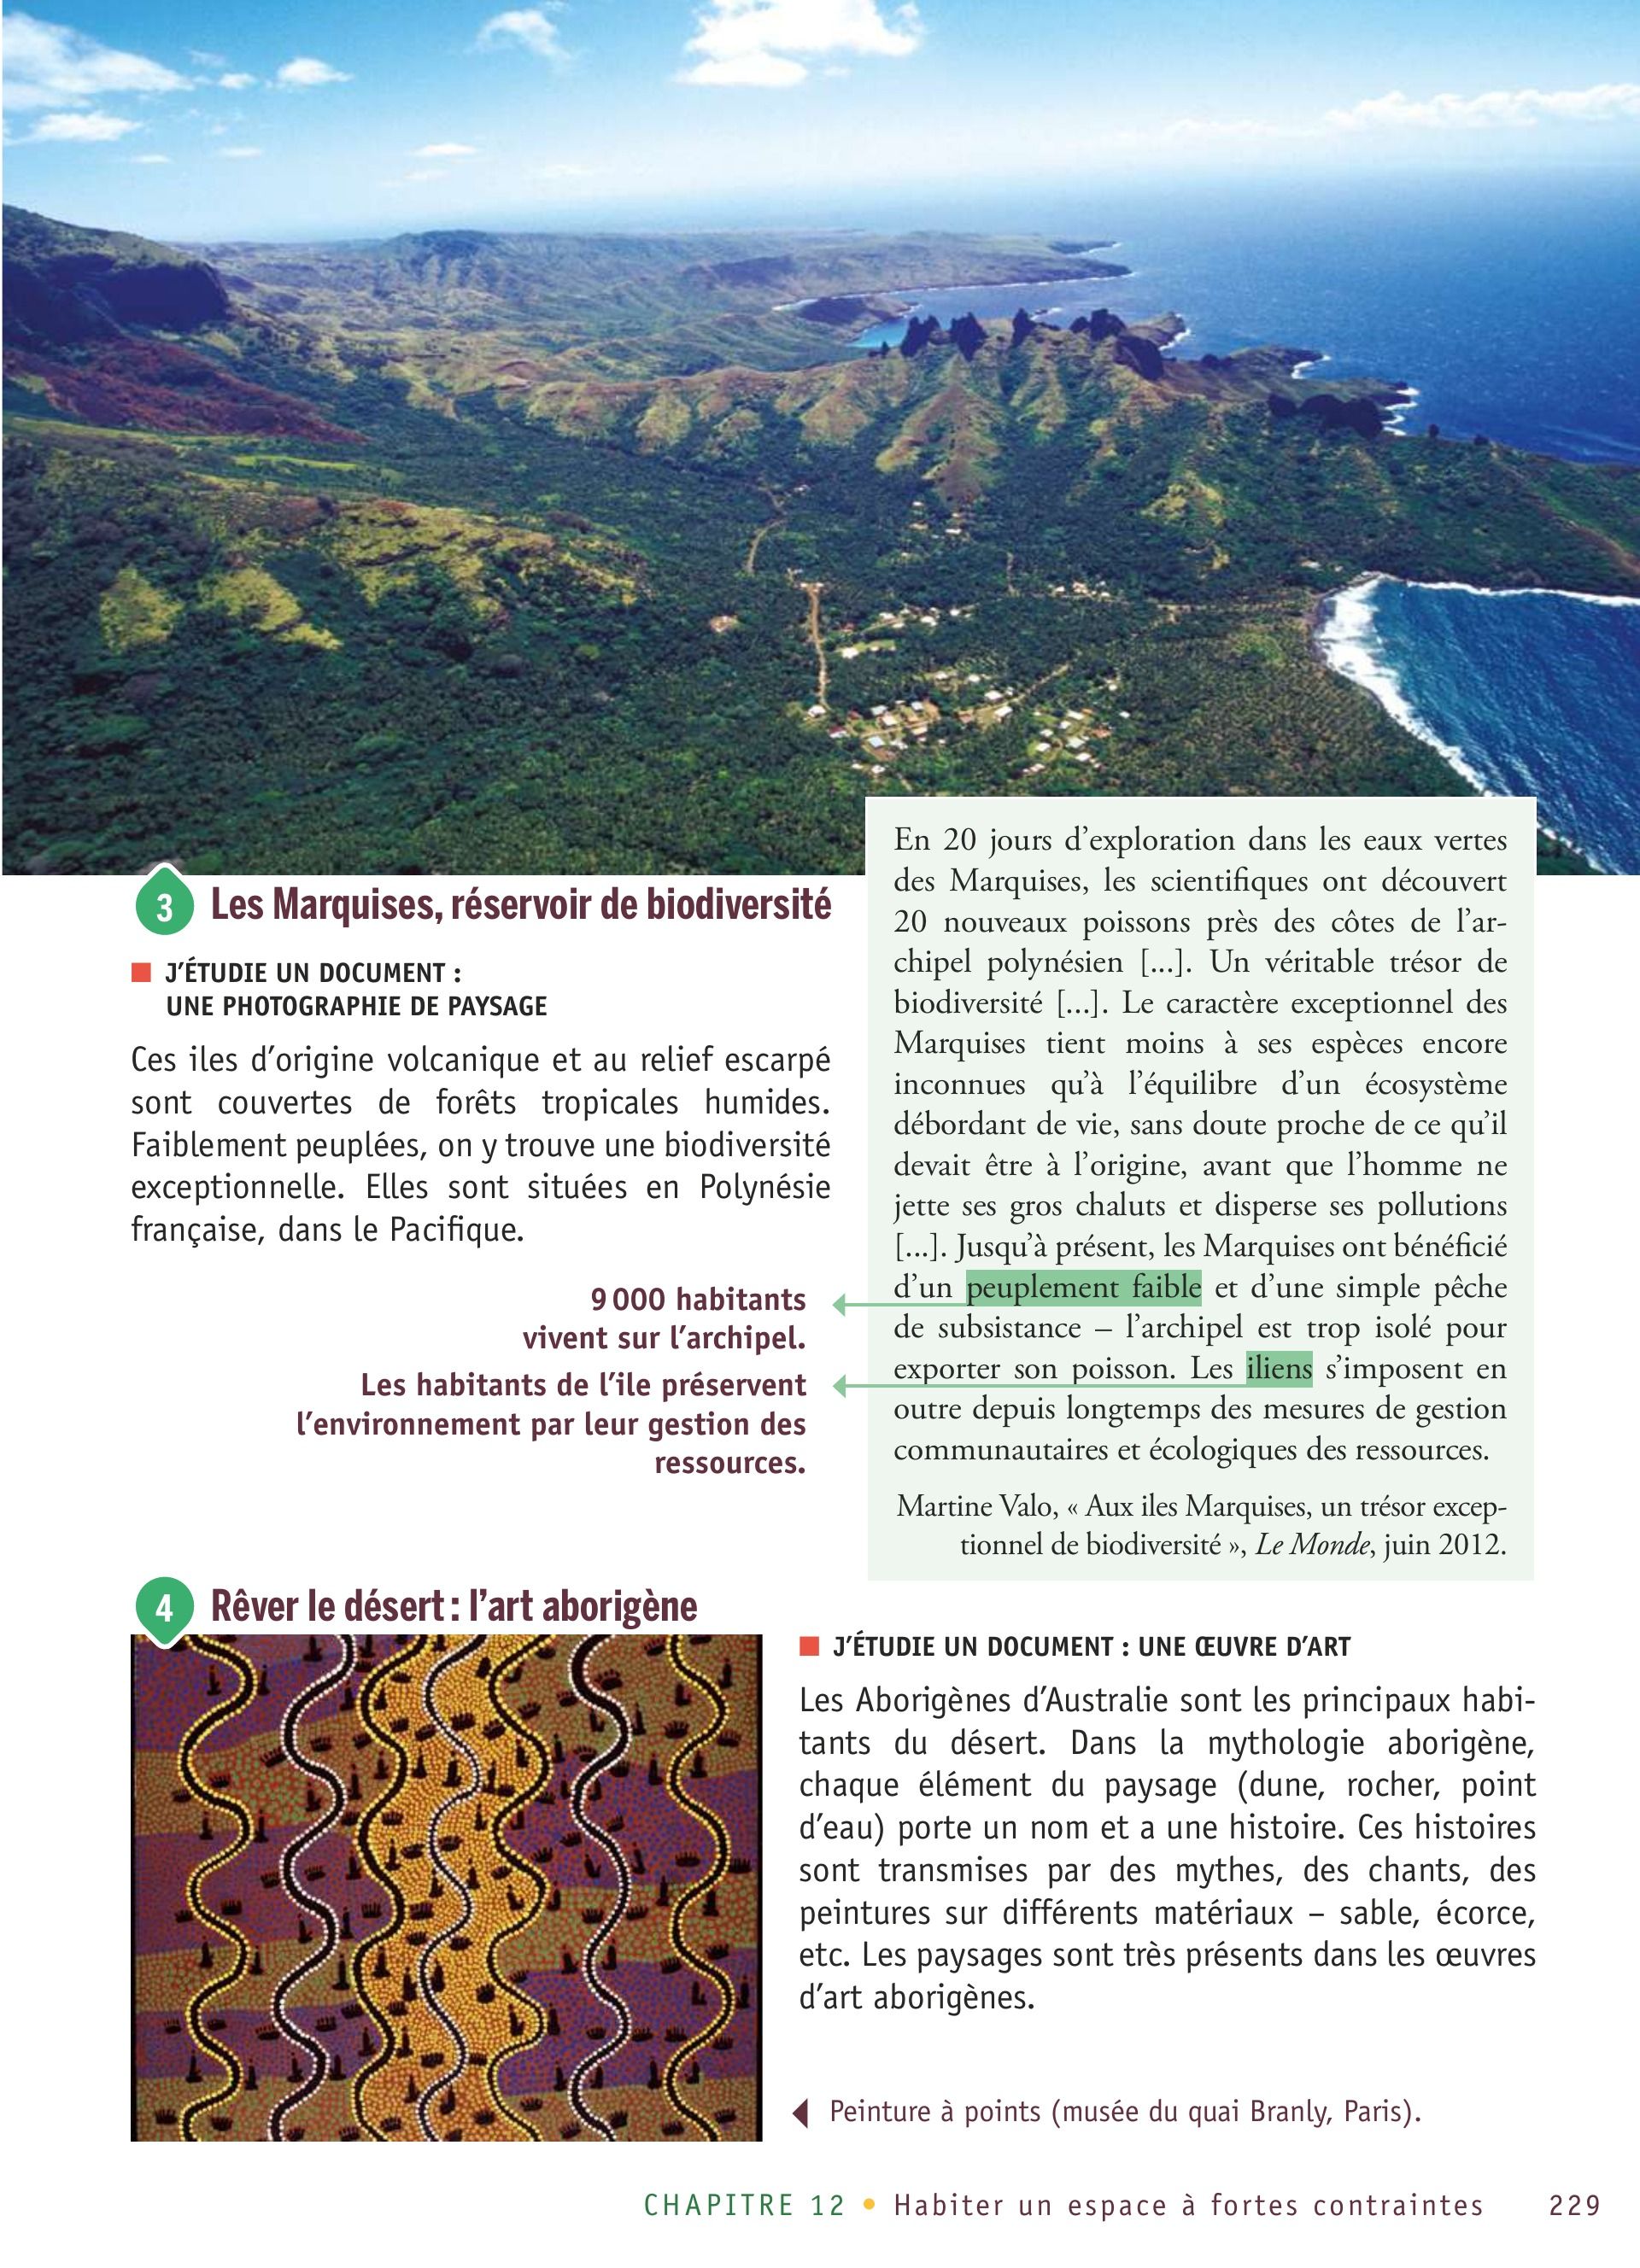 3 Les Marquises, réservoir de biodiversité
J'ÉTUDIE UN DOCUMENT :
UNE PHOTOGRAPHIE DE PAYSAGE
Ces iles d'origine volcanique et au relief escarpé
sont couvertes de forêts tropicales humides.
Faiblement peuplées, on y trouve une biodiversité
exceptionnelle. Elles sont situées en Polynésie
française, dans le Pacifique.
9 000 habitants
vivent sur l'archipel.
Les habitants de l'ile préservent
l'environnement par leur gestion des
ressources.
En 20 jours d'exploration dans les eaux vertes
des Marquises, les scientifiques ont découvert
20 nouveaux poissons près des côtes de l'ar-
chipel polynésien [...]. Un véritable trésor de
biodiversité [...]. Le caractère exceptionnel des
Marquises tient moins à ses espèces encore
inconnues qu'à l'équilibre d'un écosystème
débordant de vie, sans doute proche de ce qu'il
devait être à l'origine, avant que l'homme ne
jette ses gros chaluts et disperse ses pollutions
[...]. Jusqu'à présent, les Marquises ont bénéficié
d'un peuplement faible et d'une simple pêche
de subsistance – l'archipel est trop isolé pour
exporter son poisson. Les iliens s'imposent en
outre depuis longtemps des mesures de gestion
communautaires et écologiques des ressources.
Martine Valo, « Aux iles Marquises, un trésor excep-
tionnel de biodiversité », Le Monde, juin 2012.
4 Rêver le désert : l'art aborigène
J'ÉTUDIE UN DOCUMENT : UNE ŒUVRE D'ART
Les Aborigènes d'Australie sont les principaux habi-
tants du désert. Dans la mythologie aborigène,
chaque élément du paysage (dune, rocher, point
d'eau) porte un nom et a une histoire. Ces histoires
sont transmises par des mythes, des chants, des
peintures sur différents matériaux – sable, écorce,
etc. Les paysages sont très présents dans les œuvres
d'art aborigènes.
Peinture à points (musée du quai Branly, Paris).
CHAPITRE 12 • Habiter un espace à fortes contraintes 229